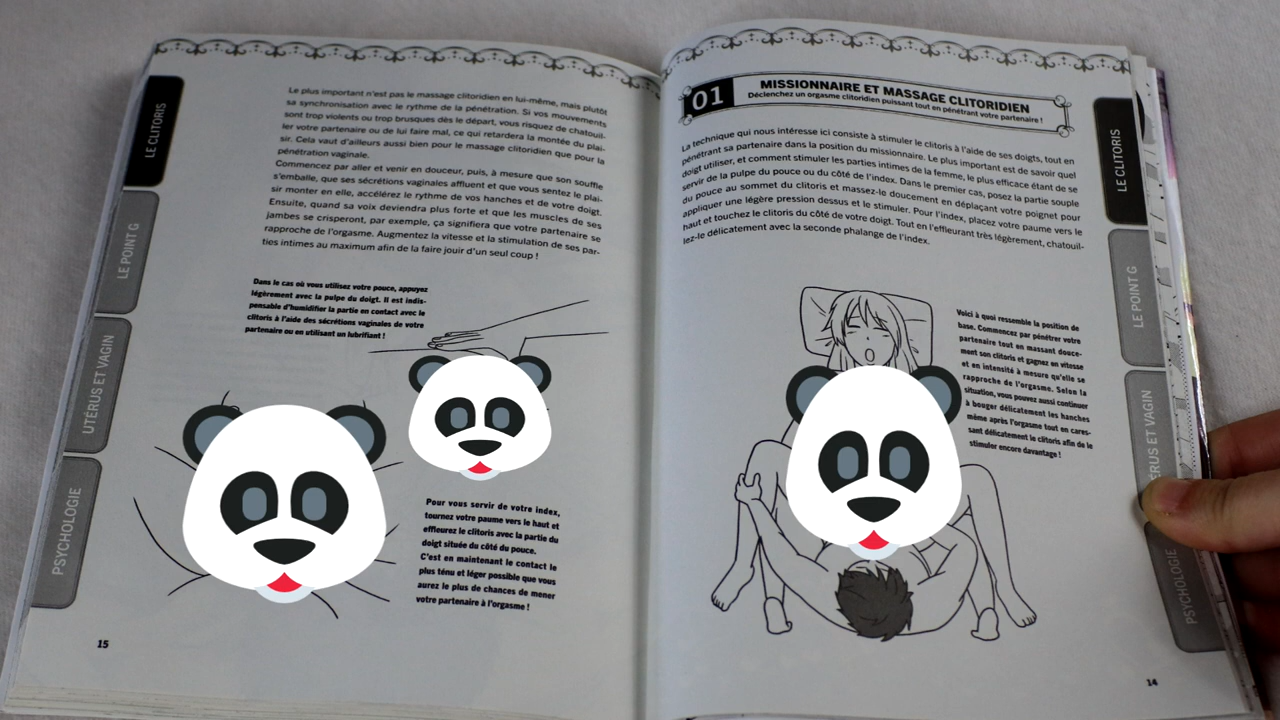 01
MISSIONNAIRE ET MASSAGE CLITORIDIEN
Déclenchez un orgasme clitoridien puissant tout en pénétrant votre partenaire !
La technique qui nous intéresse ici consiste à stimuler le clitoris à l'aide de ses doigts, tout en
pénétrant sa partenaire dans la position du missionnaire. Le plus important est de savoir quel
doigt utiliser, et comment stimuler les parties intimes de la femme, le plus efficace étant de se
servir de la pulpe du pouce ou du côté de l'index. Dans le premier cas, posez la partie souple
du pouce au sommet du clitoris et massez-le doucement en déplaçant votre poignet pour
appliquer une légère pression dessus et le stimuler. Pour l'index, placez votre paume vers le
haut et touchez le clitoris du côté de votre doigt. Tout en l'effleurant très légèrement, chatouil-
lez-le délicatement avec la seconde phalange de l'index.
Voici à quoi ressemble la position de
base. Commencez par pénétrer votre
partenaire tout en massant douce-
ment son clitoris et gagnez en vitesse
et en intensité à mesure qu'elle se
rapproche de l'orgasme. Selon la
situation, vous pouvez aussi continuer
à bouger délicatement les hanches
même après l'orgasme tout en cares-
sant délicatement le clitoris afin de le
stimuler encore davantage !
LE CLITORIS
LE POINT G
ÉRUS ET VAGIN
PSYCHOLOGIE
14
Le plus important n'est pas le massage clitoridien en lui-même, mais plutôt
sa synchronisation avec le rythme de la pénétration. Si vos mouvements
sont trop violents ou trop brusques dès le départ, vous risquez de chatouil-
ler votre partenaire ou de lui faire mal, ce qui retardera la montée du plai-
sir. Cela vaut d'ailleurs aussi bien pour le massage clitoridien que pour la
pénétration vaginale.
Commencez par aller et venir en douceur, puis, à mesure que son souffle
s'emballe, que ses sécrétions vaginales affluent et que vous sentez le plai-
sir monter en elle, accélérez le rythme de vos hanches et de votre doigt.
Ensuite, quand sa voix deviendra plus forte et que les muscles de ses
jambes se crisperont, par exemple, ça signifiera que votre partenaire se
rapproche de l'orgasme. Augmentez la vitesse et la stimulation de ses par-
ties intimes au maximum afin de la faire jouir d'un seul coup !
Dans le cas où vous utilisez votre pouce, appuyez
légèrement avec la pulpe du doigt. Il est indis-
pensable d'humidifier la partie en contact avec le
clitoris à l'aide des sécrétions vaginales de votre
partenaire ou en utilisant un lubrifiant !
Pour vous servir de votre index,
tournez votre paume vers le haut et
effleurez le clitoris avec la partie du
doigt située du côté du pouce.
C'est en maintenant le contact le
plus ténu et léger possible que vous
aurez le plus de chances de mener
votre partenaire à l'orgasme !
LE CLITORIS
LE POINT G
UTÉRUS ET VAGIN
PSYCHOLOGIE
15